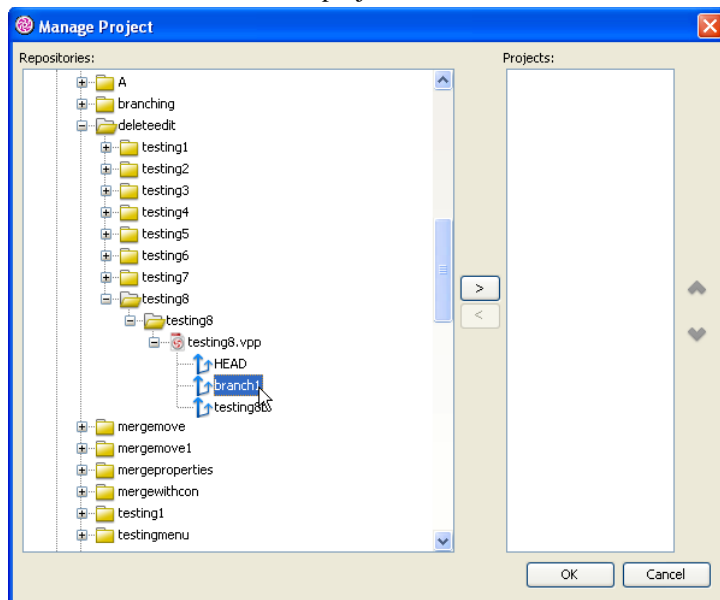 Manage Project
Repositories:
Projects:
A
branching
deleteedit
testing1
testing2
testing3
testing4
testing5
testing6
testing7
testing8
testing8
testing8.vpp
HEAD
branch1
mergemove
mergemove1
mergeproperties
mergewithcon
testing1
testingmenu
>
<
OK
Cancel